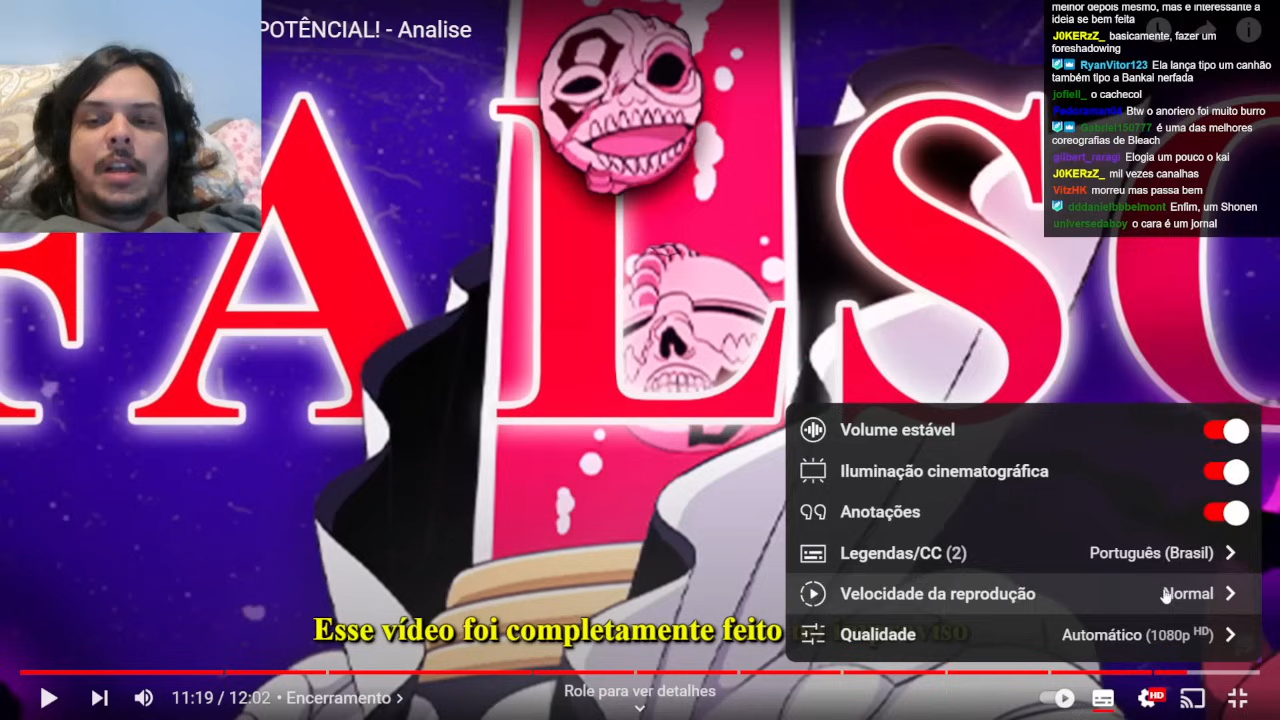 POTÊNCIAL! - Analise
melhor depois mesmo, mas é interessante a
ideia se bem feita
J0KERzZ_ basicamente, fazer um
foreshadowing
RyanVitor123 Ela lança tipo um canhão
também tipo a Bankai nerfada
jofiell_ o cachecol
Btw o anoriero foi muito burro
Gabriel150777 é uma das melhores
coreografias de Bleach
gilbert_raragi Elogia um pouco o kai
J0KERzZ_ mil vezes canalhas
VitzHK morreu mas passa bem
dddanielbbbelmont Enfim, um Shonen
universedaboy o cara é um jornal
FALSO
Volume estável
Iluminação cinematográfica
Anotações
Legendas/CC (2) Português (Brasil)
Velocidade da reprodução Normal
Esse vídeo foi completamente feito
Qualidade Automático (1080p HD)
11:19 / 12:02 • Encerramento
Role para ver detalhes
HD